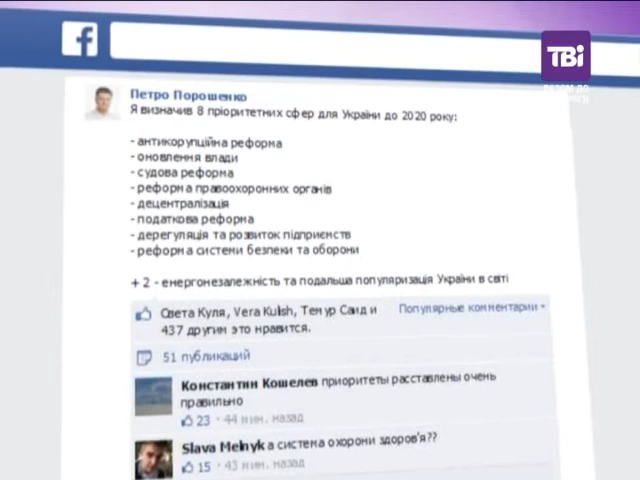 f
ТВі
РАЗОМ ДО
Петро Порошенко
Я визначив 8 пріоритетних сфер для України до 2020 року:
- антикорупційна реформа
- оновлення влади
- судова реформа
- реформа правоохоронних органів
- децентралізація
- податкова реформа
- дерегуляція та розвиток підприємств
- реформа системи безпеки та оборони
+ 2 - енергонезалежність та подальша популяризація України в світі
Света Куля, Vera Kulish, Тенур Саид и
437 другим это нравится.
Популярные комментарии
51 публикаций
Константин Кошелев приоритеты расставлены очень
правильно
23 · 44 мин. назад
Slava Melnyk а система охорони здоров'я??
15 · 43 мин. назад